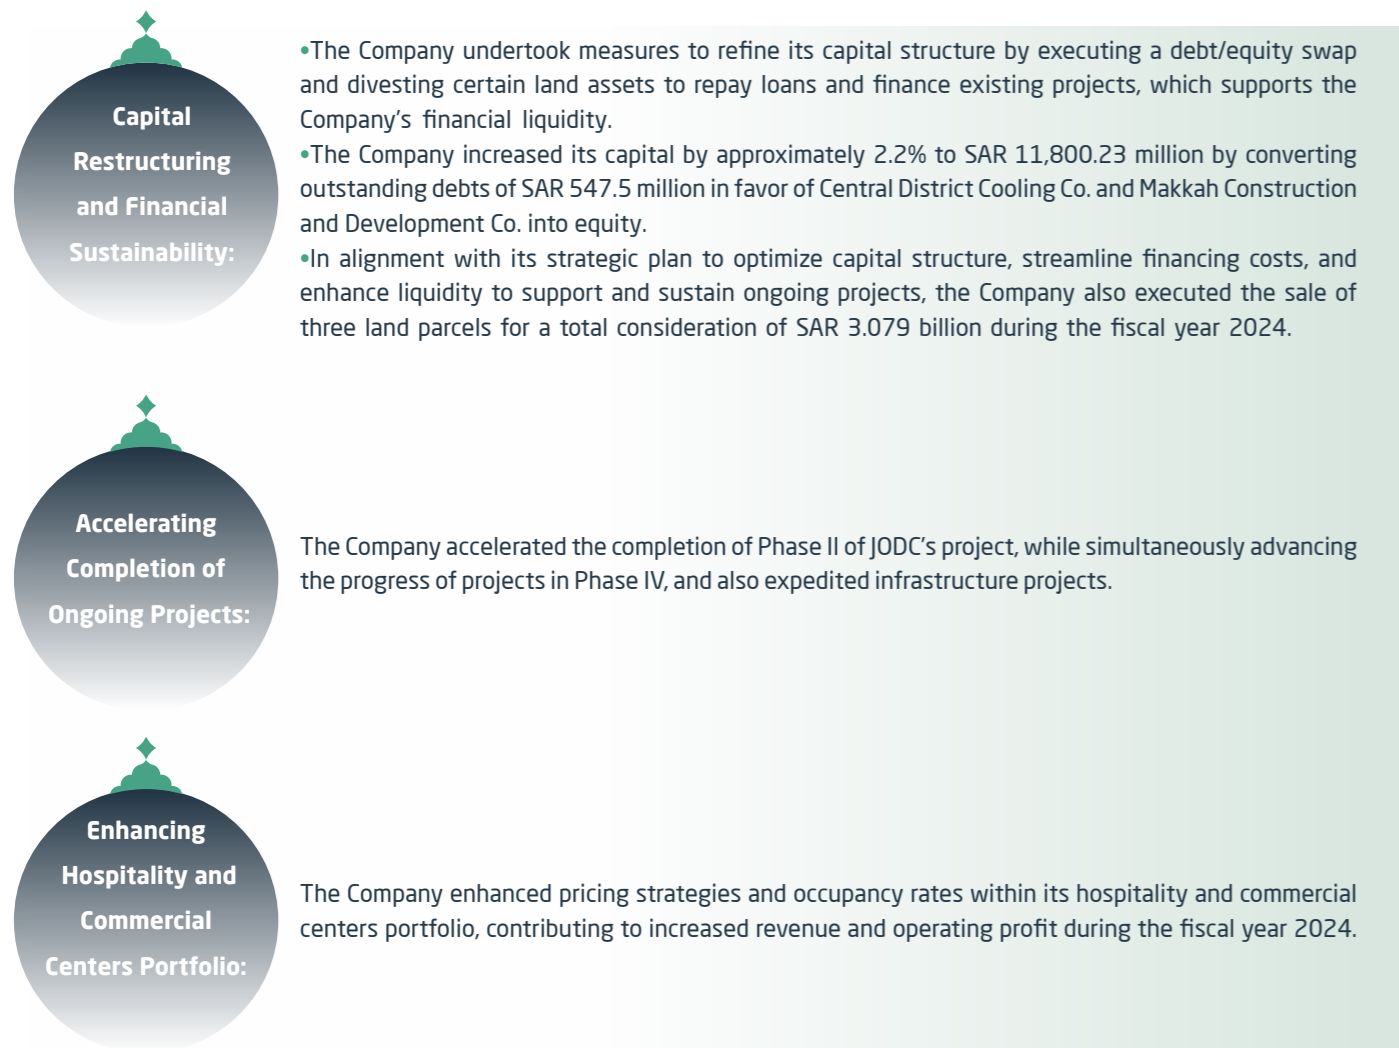 Capital
Restructuring
and Financial
Sustainability:
•The Company undertook measures to refine its capital structure by executing a debt/equity swap
and divesting certain land assets to repay loans and finance existing projects, which supports the
Company's financial liquidity.
•The Company increased its capital by approximately 2.2% to SAR 11,800.23 million by converting
outstanding debts of SAR 547.5 million in favor of Central District Cooling Co. and Makkah Construction
and Development Co. into equity.
•In alignment with its strategic plan to optimize capital structure, streamline financing costs, and
enhance liquidity to support and sustain ongoing projects, the Company also executed the sale of
three land parcels for a total consideration of SAR 3.079 billion during the fiscal year 2024.
Accelerating
Completion of
Ongoing Projects:
The Company accelerated the completion of Phase II of JODC's project, while simultaneously advancing
the progress of projects in Phase IV, and also expedited infrastructure projects.
Enhancing
Hospitality and
Commercial
Centers Portfolio:
The Company enhanced pricing strategies and occupancy rates within its hospitality and commercial
centers portfolio, contributing to increased revenue and operating profit during the fiscal year 2024.